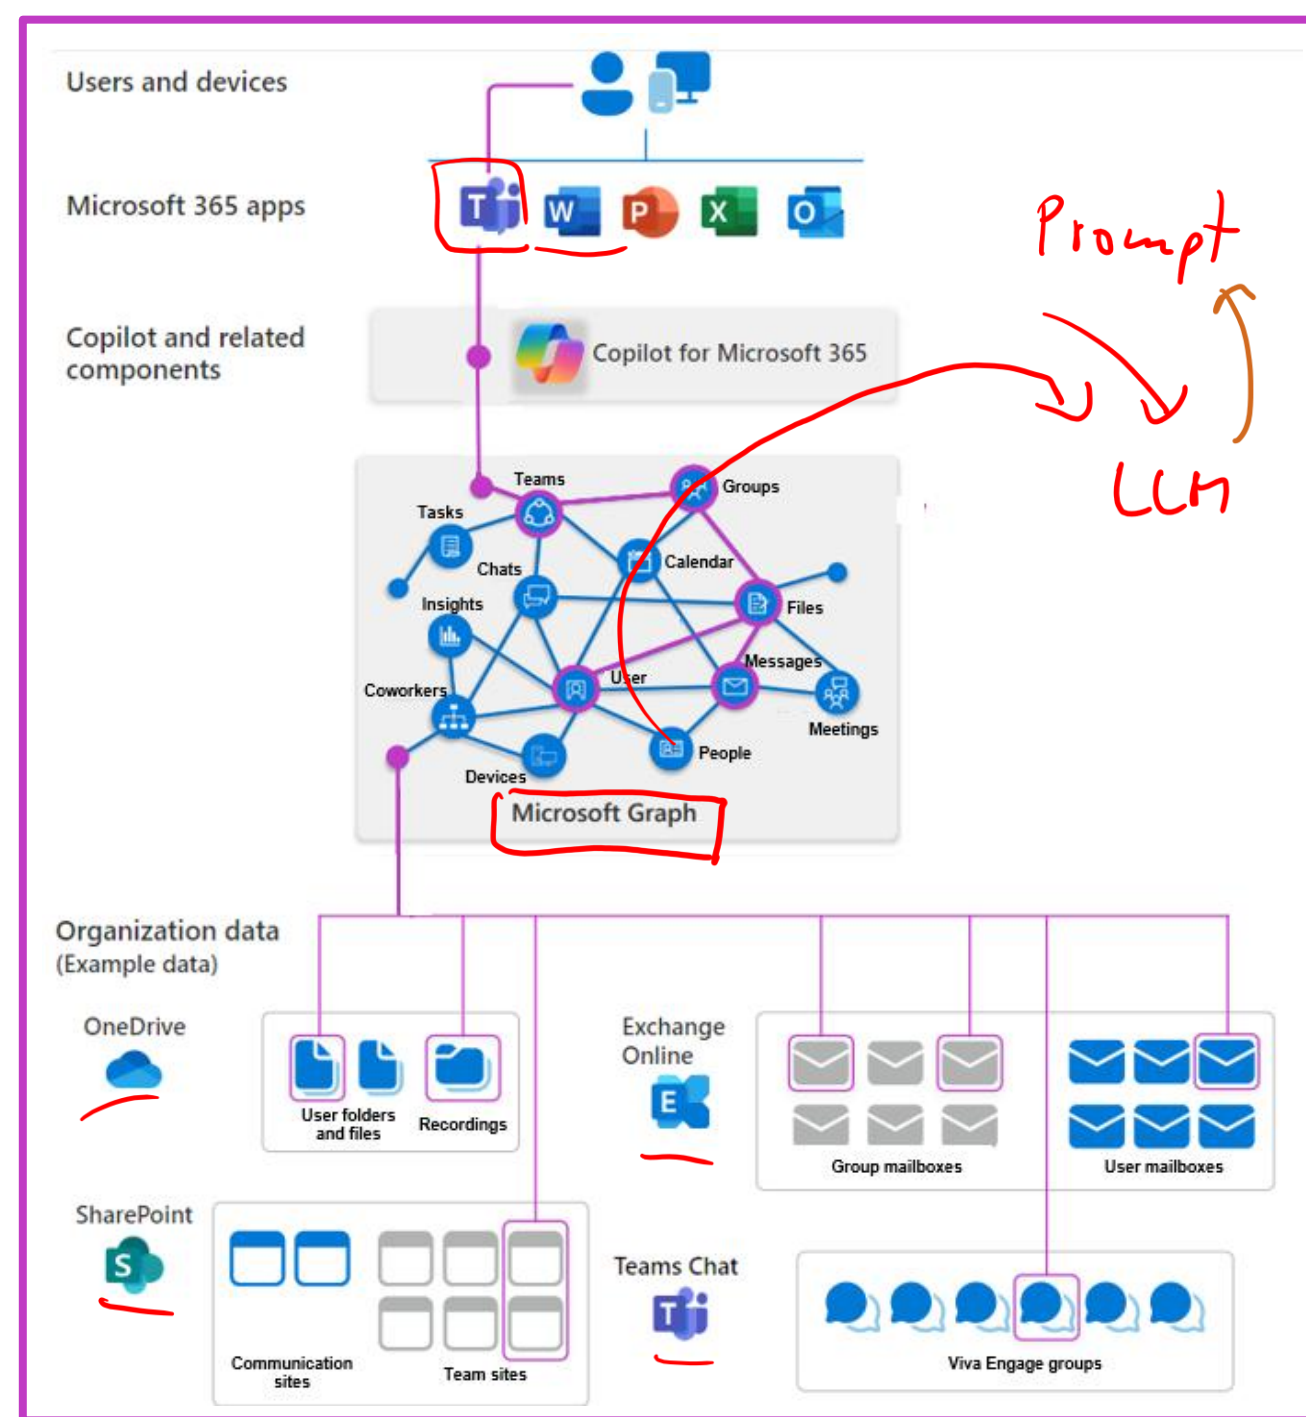 Users and devices
Microsoft 365 apps
T
W
P
X
O
Prompt
Copilot and related
components
Copilot for Microsoft 365
LLM
Teams
Groups
Tasks
Calendar
Chats
Insights
Files
Messages
User
Coworkers
Meetings
People
Devices
Microsoft Graph
Organization data
(Example data)
OneDrive
User folders
and files
Recordings
Exchange
Online
E
Group mailboxes
User mailboxes
SharePoint
S
Communication
sites
Team sites
Teams Chat
T
Viva Engage groups